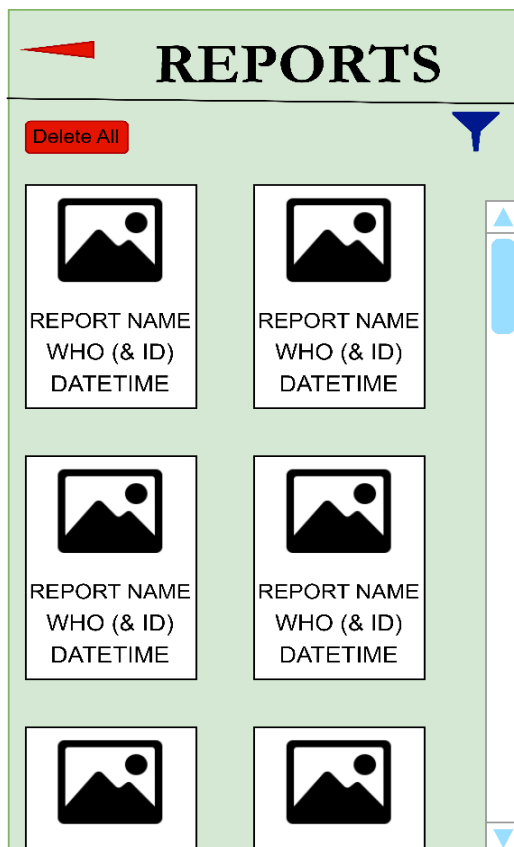 REPORTS
Delete All
REPORT NAME
WHO (& ID)
DATETIME
REPORT NAME
WHO (& ID)
DATETIME
REPORT NAME
WHO (& ID)
DATETIME
REPORT NAME
WHO (& ID)
DATETIME